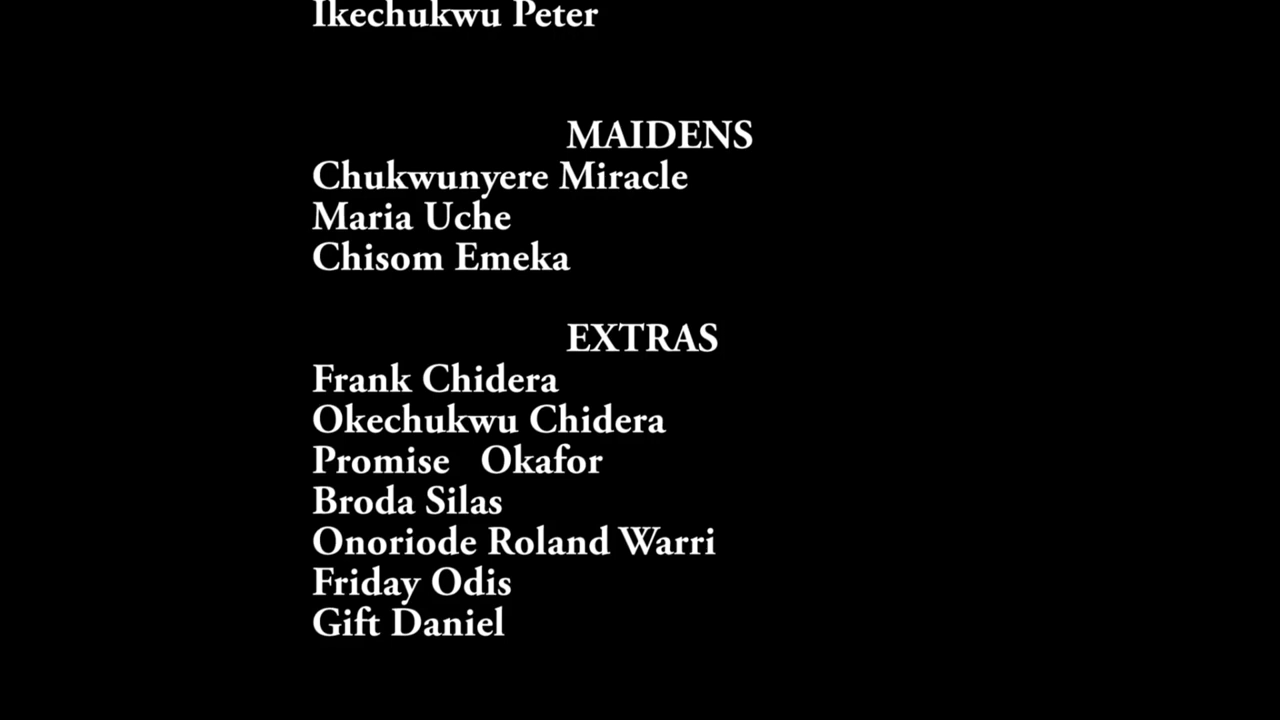 Ikechukwu Peter
MAIDENS
Chukwunyere Miracle
Maria Uche
Chisom Emeka
EXTRAS
Frank Chidera
Okechukwu Chidera
Promise Okafor
Broda Silas
Onoriode Roland Warri
Friday Odis
Gift Daniel